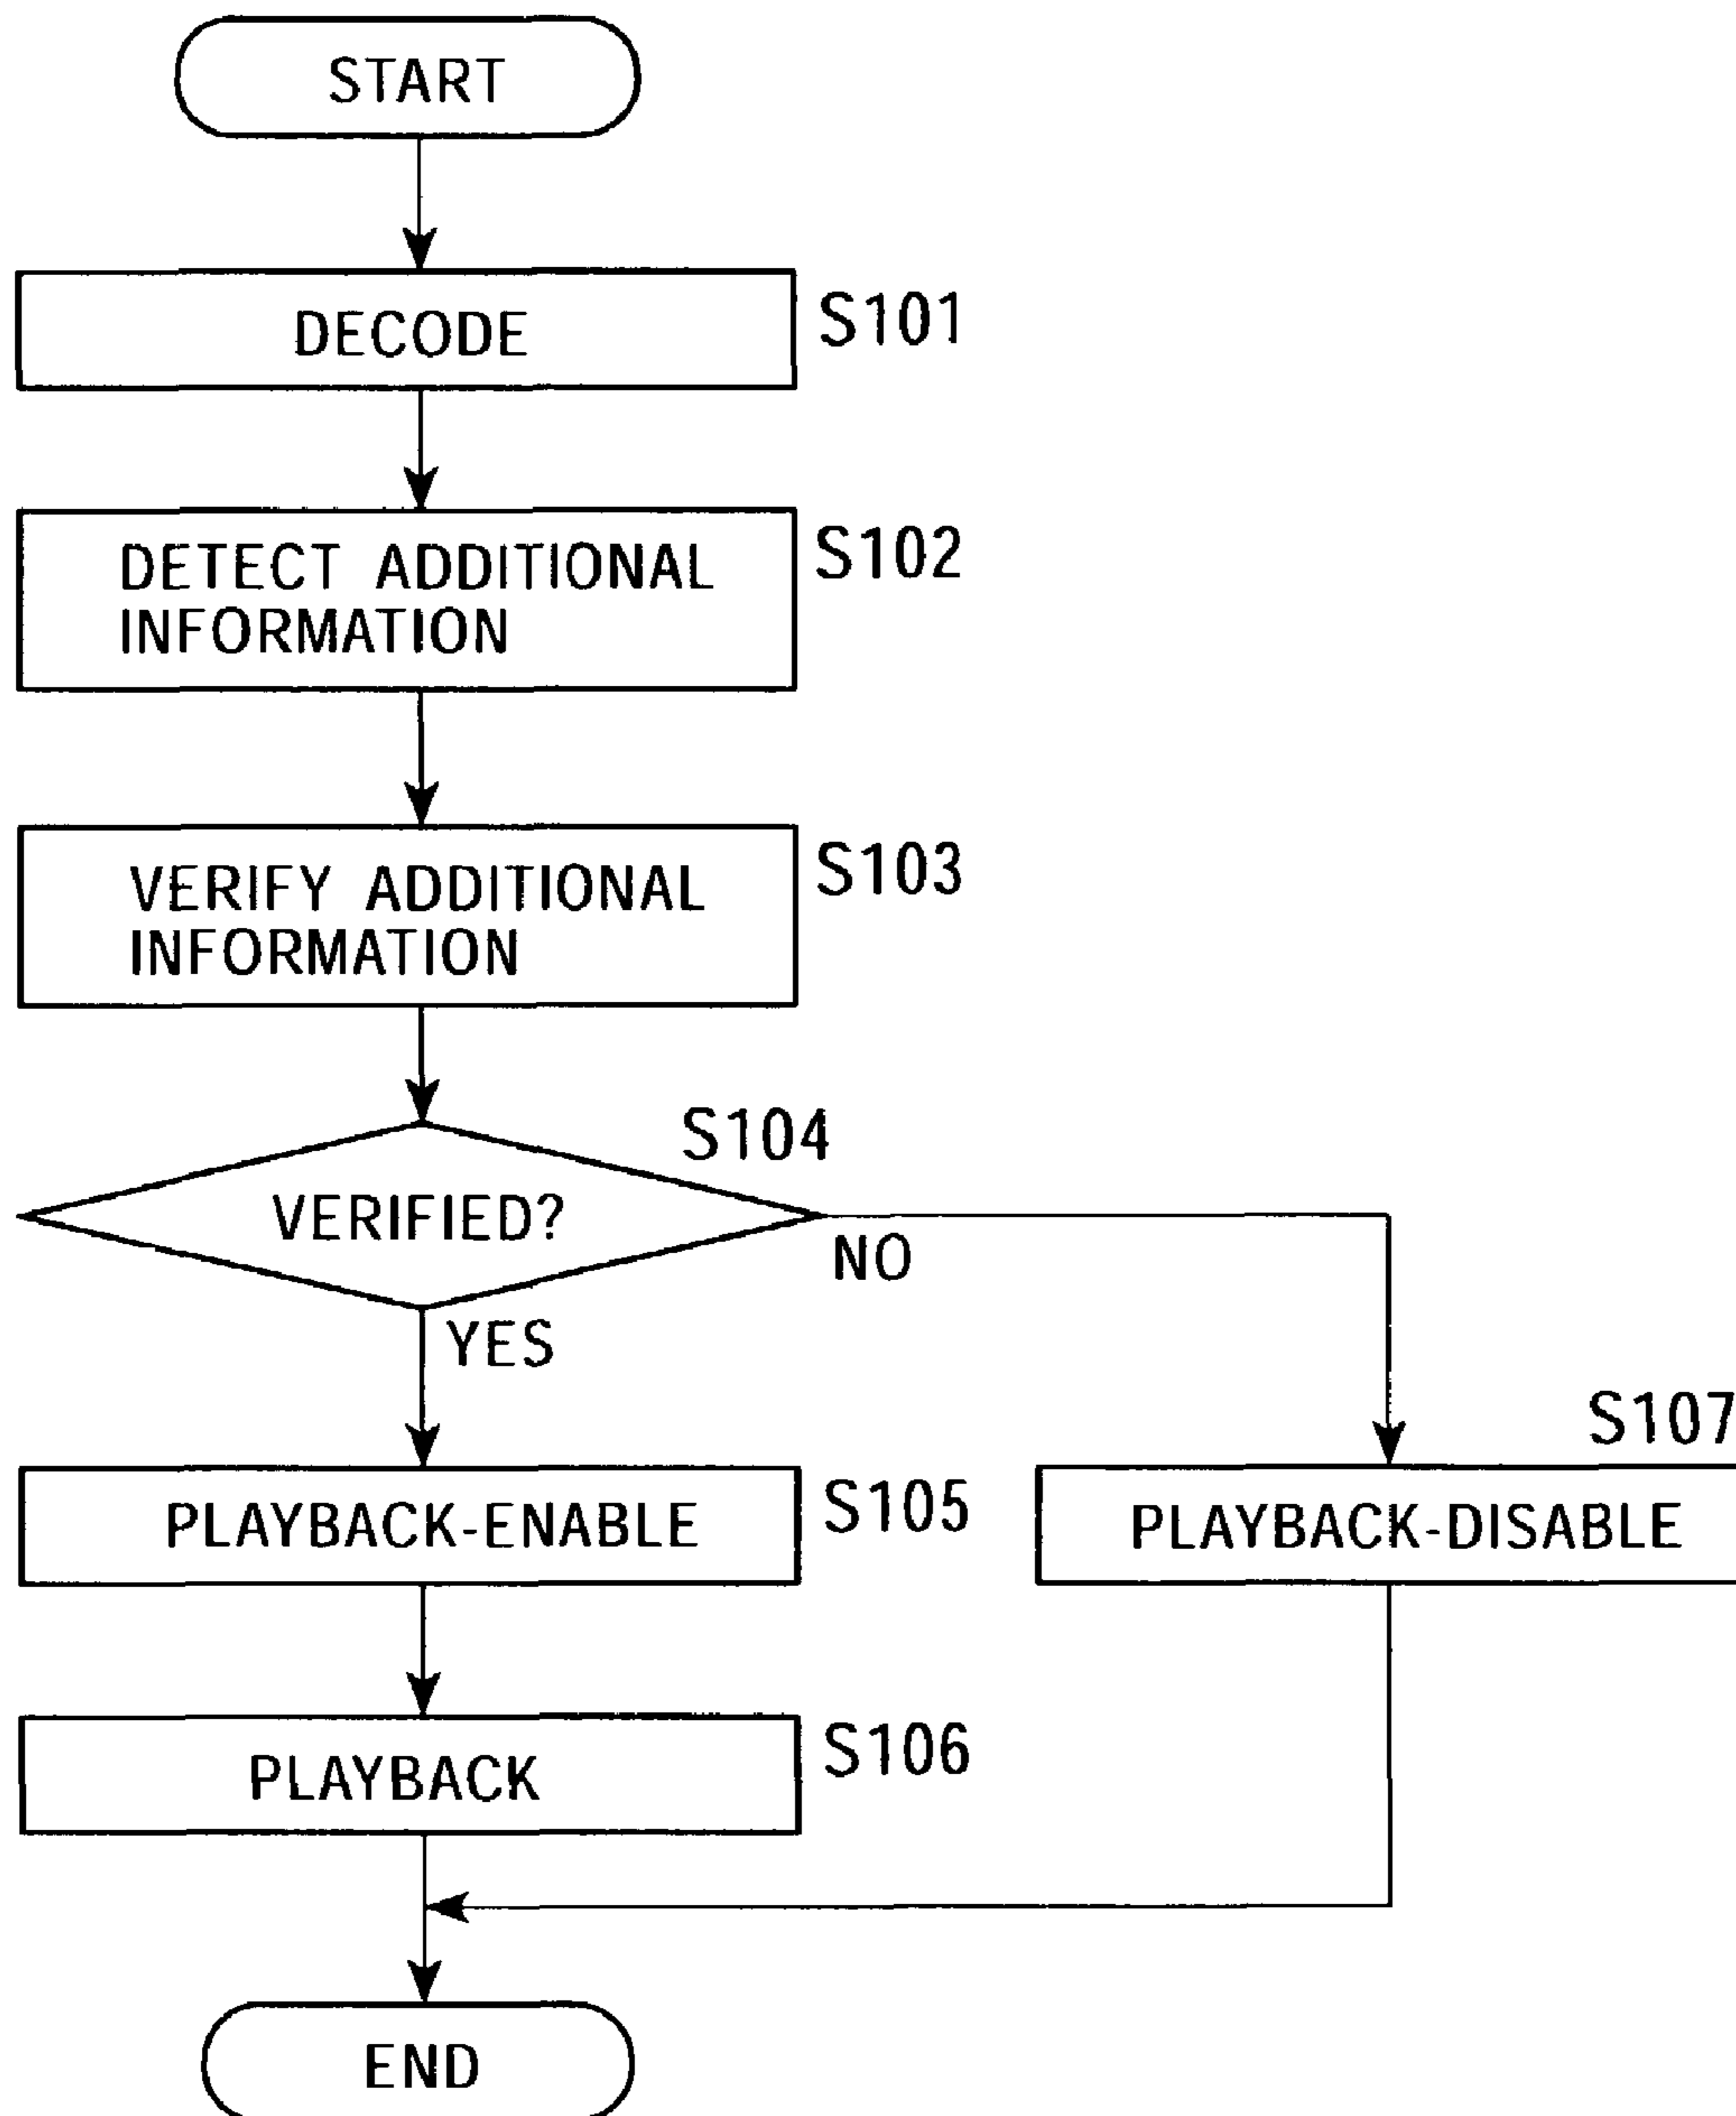 START
DECODE
S101
DETECT ADDITIONAL
INFORMATION
S102
VERIFY ADDITIONAL
INFORMATION
S103
S104
VERIFIED?
NO
YES
S107
PLAYBACK-ENABLE
S105
PLAYBACK-DISABLE
PLAYBACK
S106
END